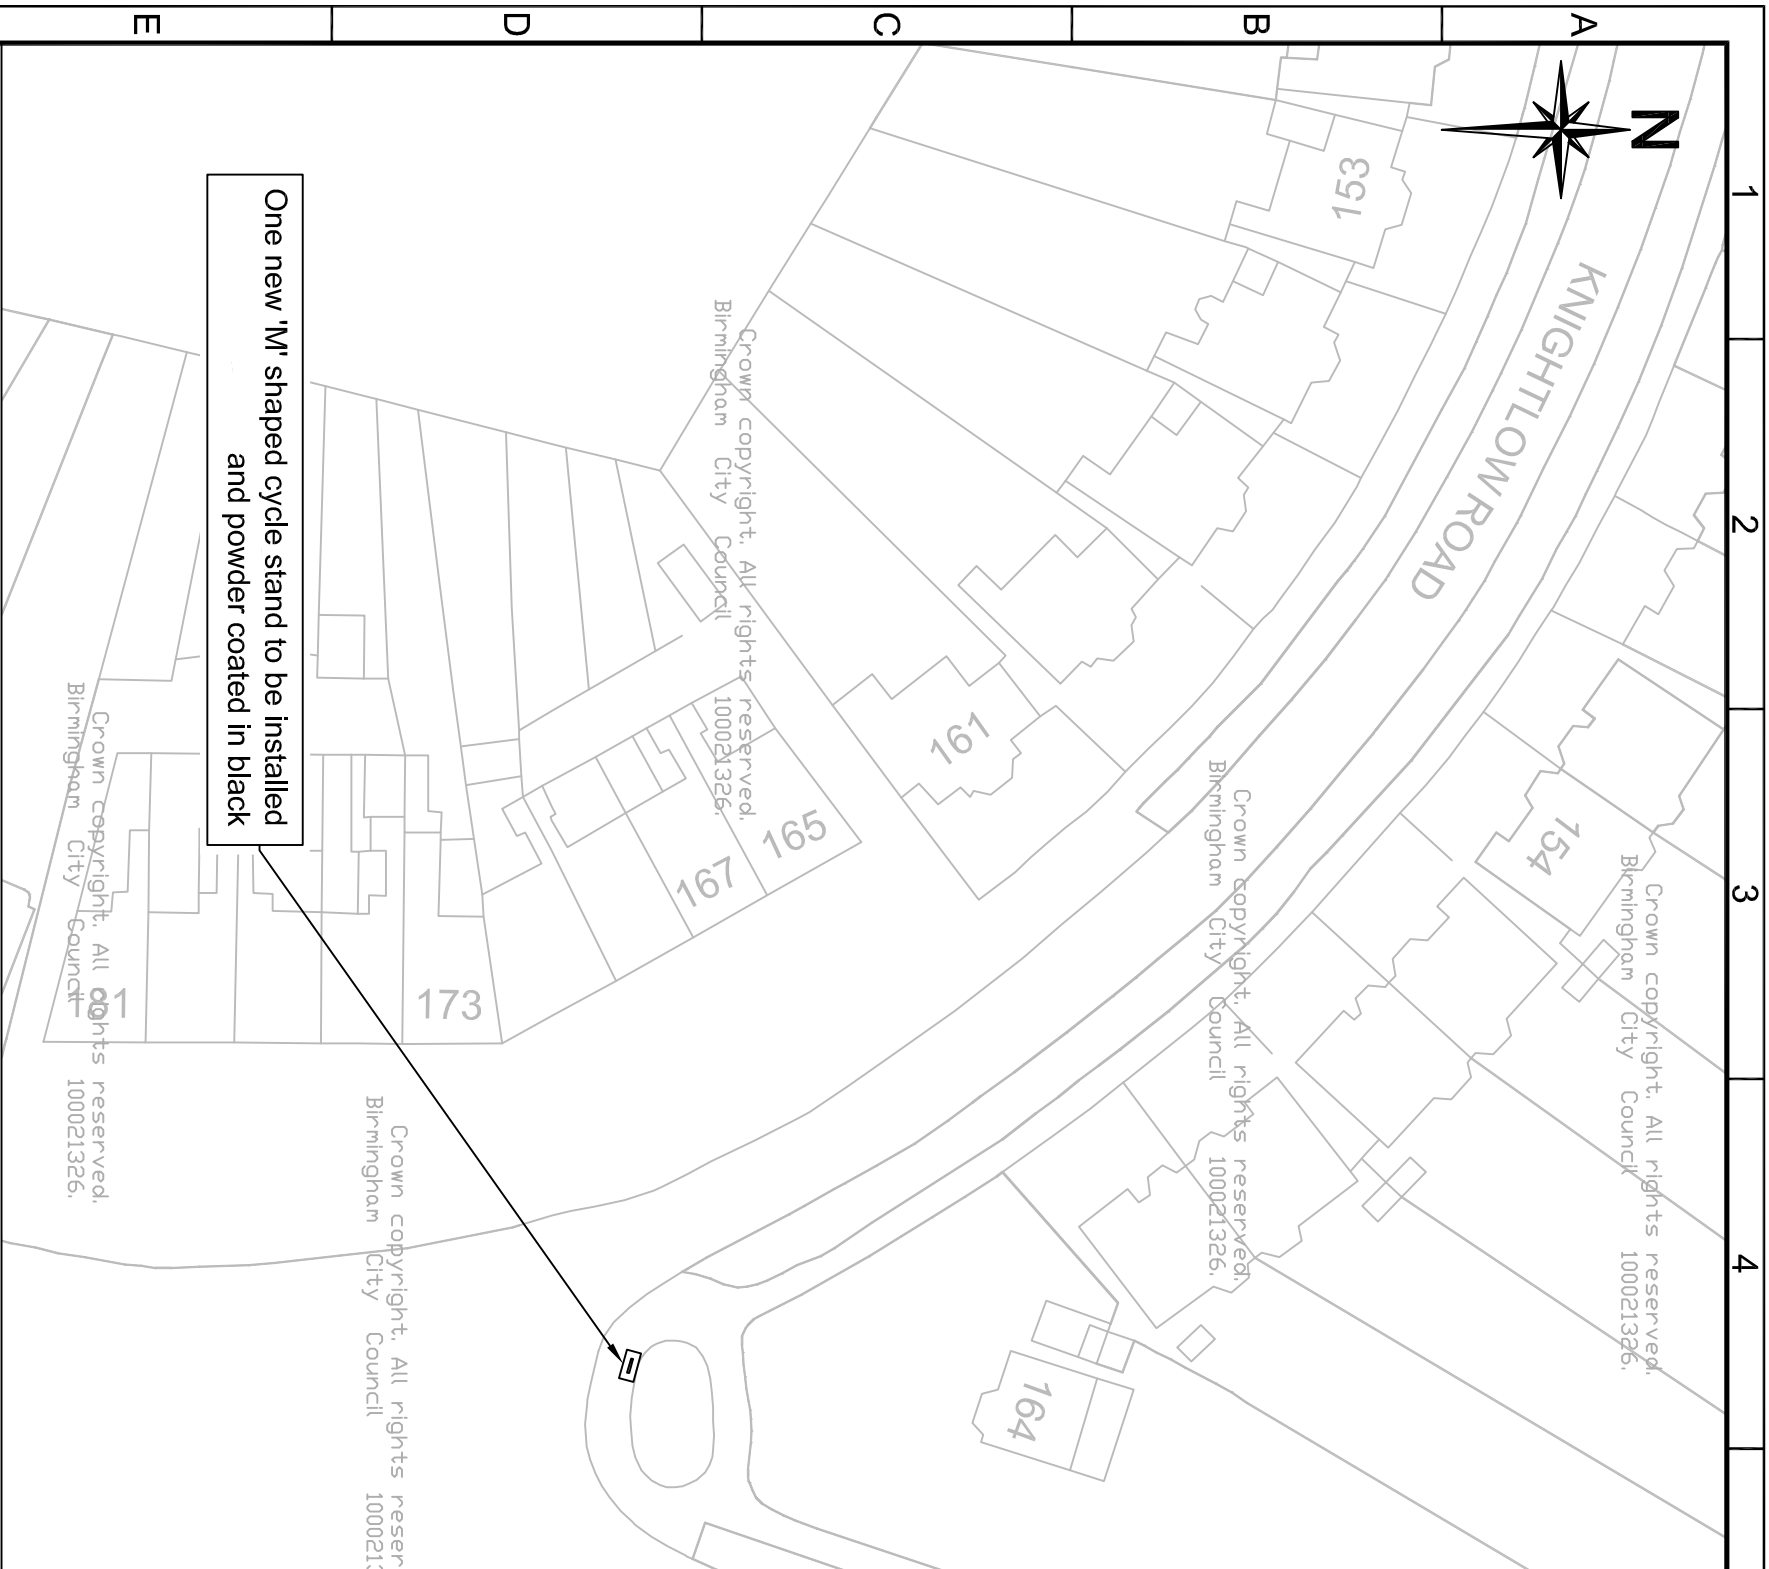 A
B
C
D
E
1
2
3
4
N
KNIGHTLOW ROAD
153
161
165
167
173
181
154
164
One new 'M' shaped cycle stand to be installed
and powder coated in black
Crown copyright. All rights reserved.
Birmingham City Council 100021326.
Crown copyright. All rights reserved.
Birmingham City Council 100021326.
Crown copyright. All rights reserved.
Birmingham City Council 100021326.
Crown copyright. All rights reserved.
Birmingham City Council 100021326.
Crown copyright. All rights reser
Birmingham City Council 1000213